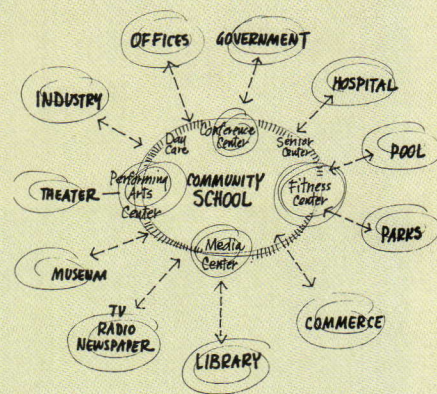 OFFICES
GOVERNMENT
HOSPITAL
INDUSTRY
Day
Care
Conference
Center
Senior
Center
POOL
Performing
Arts
Center
COMMUNITY
SCHOOL
Fitness
Center
THEATER
PARKS
MUSEUM
Media
Center
TV
RADIO
NEWSPAPER
LIBRARY
COMMERCE